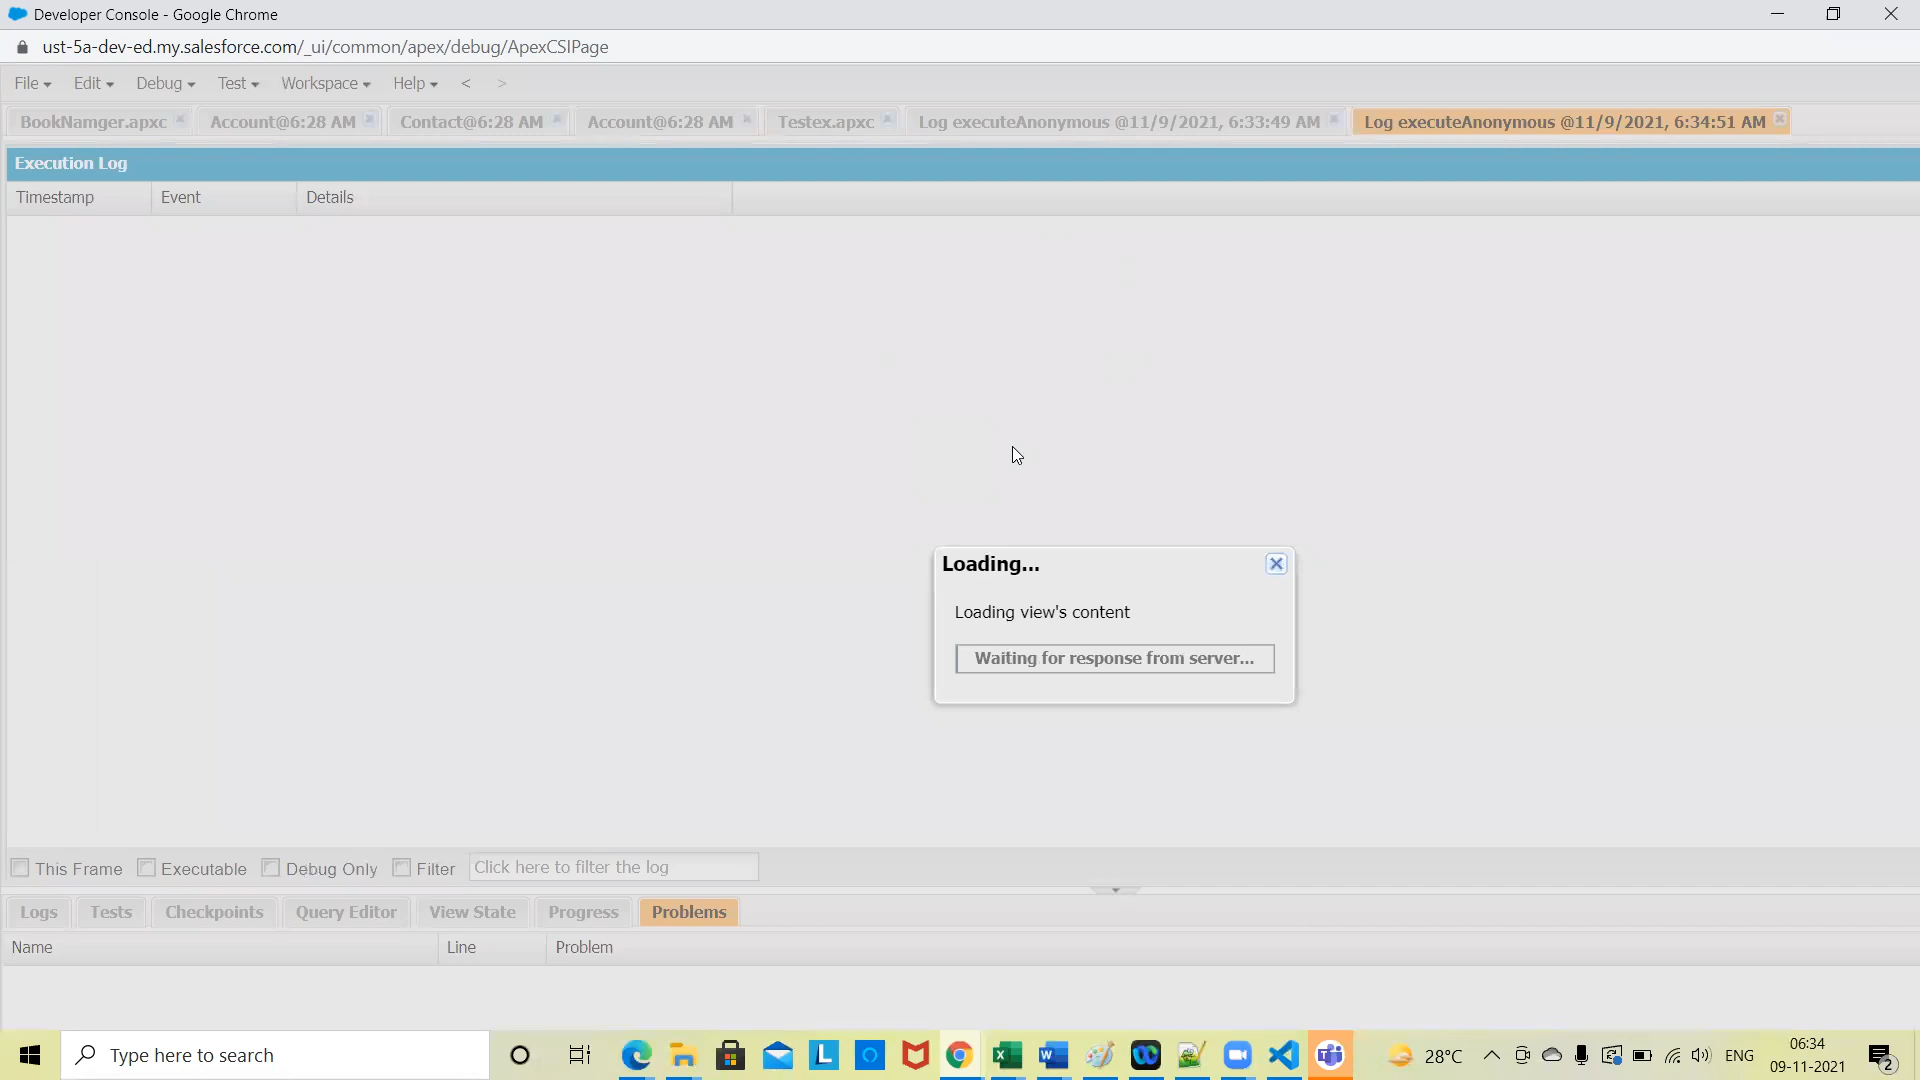 Developer Console - Google Chrome
ust-5a-dev-ed.my.salesforce.com/_ui/common/apex/debug/ApexCSIPage
File Edit Debug Test Workspace Help < >
BookNamger.apxc Account@6:28 AM Contact@6:28 AM Account@6:28 AM Testex.apxc Log executeAnonymous @11/9/2021, 6:33:49 AM Log executeAnonymous @11/9/2021, 6:34:51 AM
Execution Log
Timestamp Event Details
Loading...
Loading view's content
Waiting for response from server...
This Frame Executable Debug Only Filter Click here to filter the log
Logs Tests Checkpoints Query Editor View State Progress Problems
Name Line Problem
Type here to search
28°C ENG
06:34
09-11-2021
2